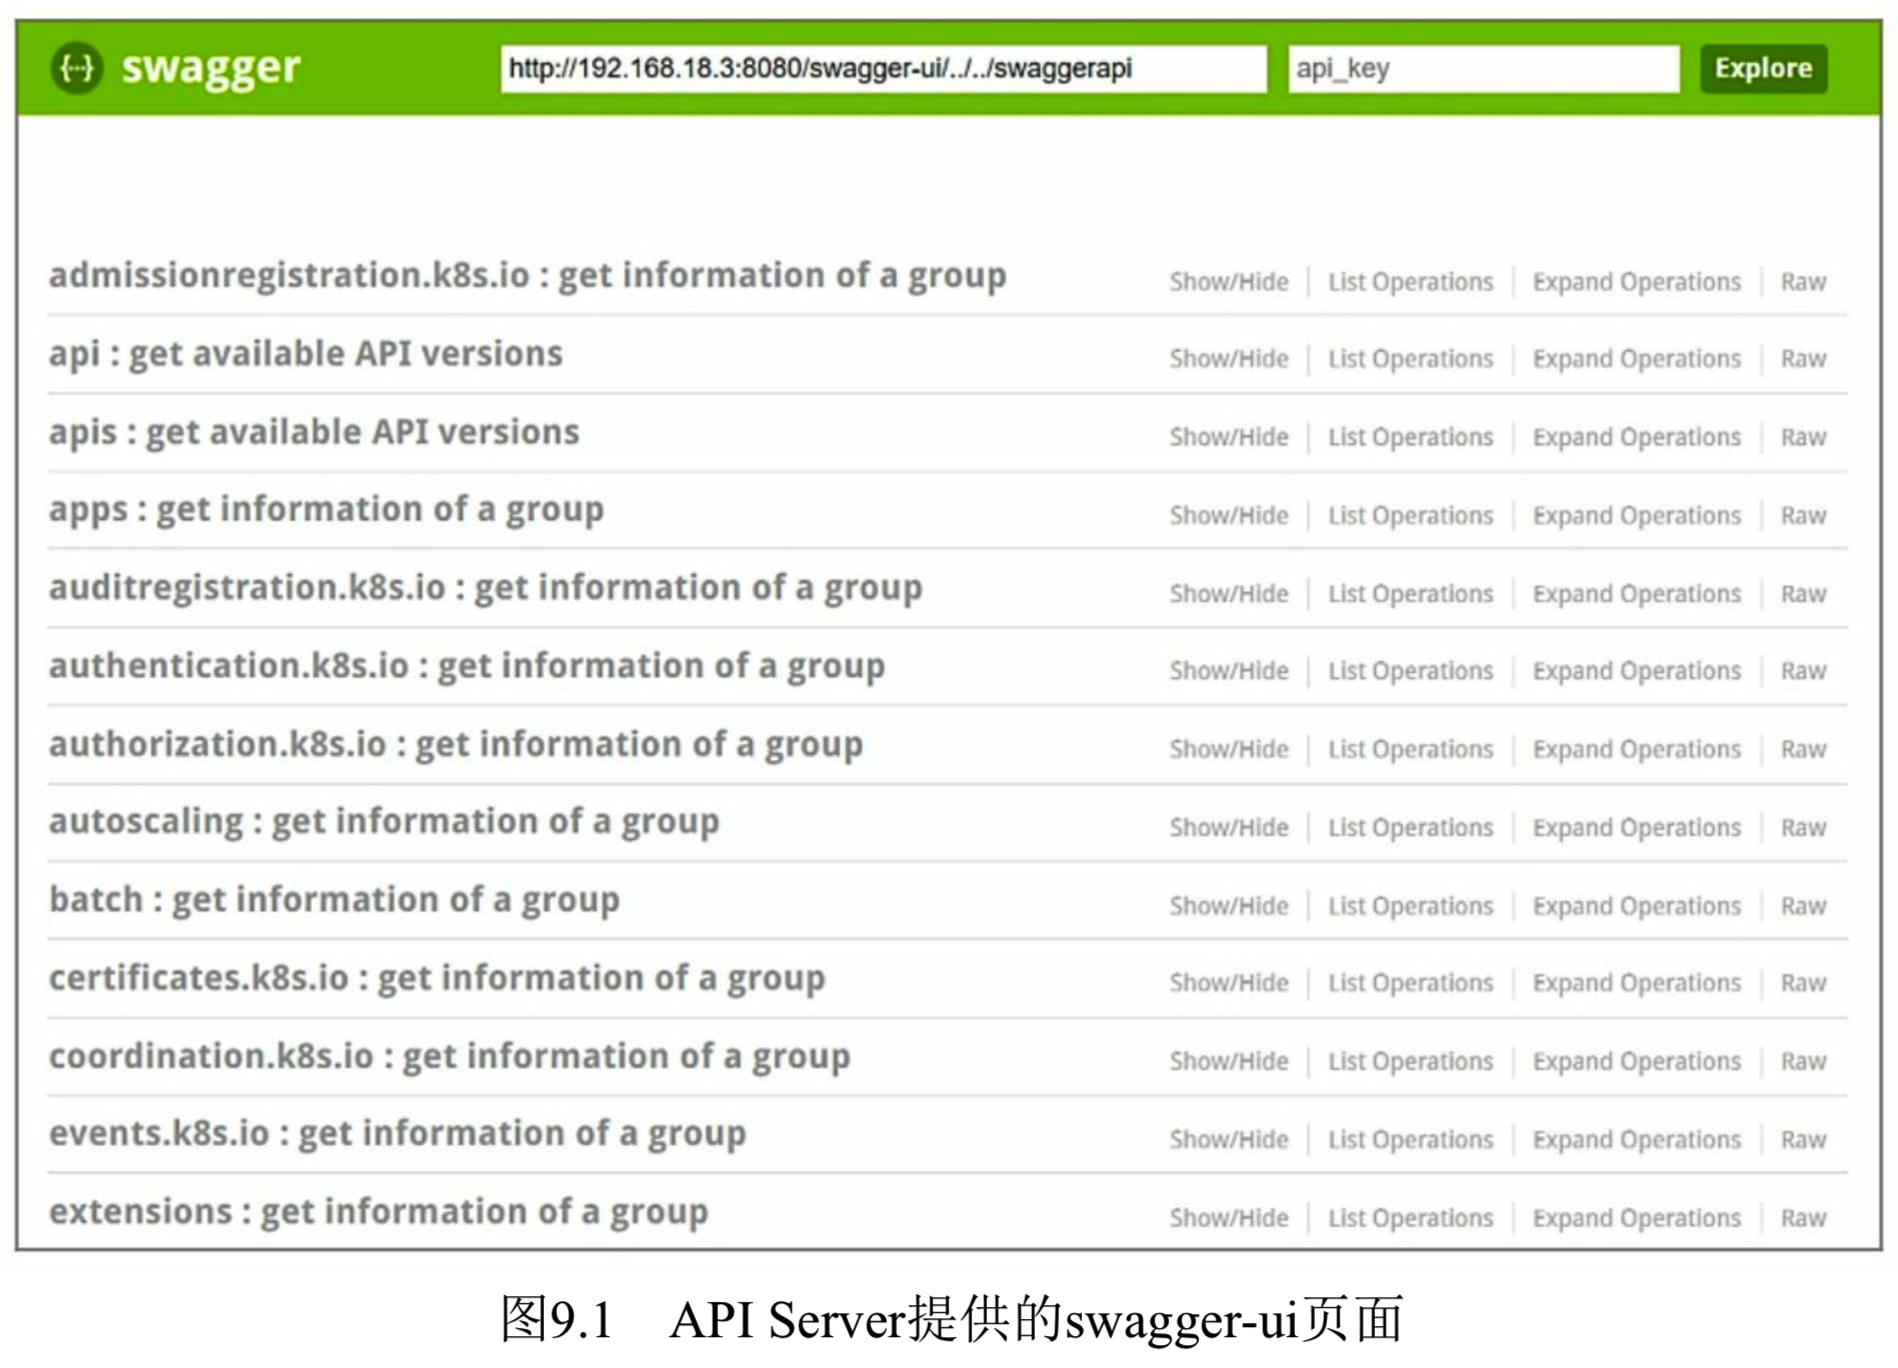 {···} swagger http://192.168.18.3:8080/swagger-ui/../../swaggerapi api_key Explore
admissionregistration.k8s.io : get information of a group Show/Hide List Operations Expand Operations Raw
api : get available API versions Show/Hide List Operations Expand Operations Raw
apis : get available API versions Show/Hide List Operations Expand Operations Raw
apps : get information of a group Show/Hide List Operations Expand Operations Raw
auditregistration.k8s.io : get information of a group Show/Hide List Operations Expand Operations Raw
authentication.k8s.io : get information of a group Show/Hide List Operations Expand Operations Raw
authorization.k8s.io : get information of a group Show/Hide List Operations Expand Operations Raw
autoscaling : get information of a group Show/Hide List Operations Expand Operations Raw
batch : get information of a group Show/Hide List Operations Expand Operations Raw
certificates.k8s.io : get information of a group Show/Hide List Operations Expand Operations Raw
coordination.k8s.io : get information of a group Show/Hide List Operations Expand Operations Raw
events.k8s.io : get information of a group Show/Hide List Operations Expand Operations Raw
extensions : get information of a group Show/Hide List Operations Expand Operations Raw
图9.1 API Server提供的swagger-ui页面